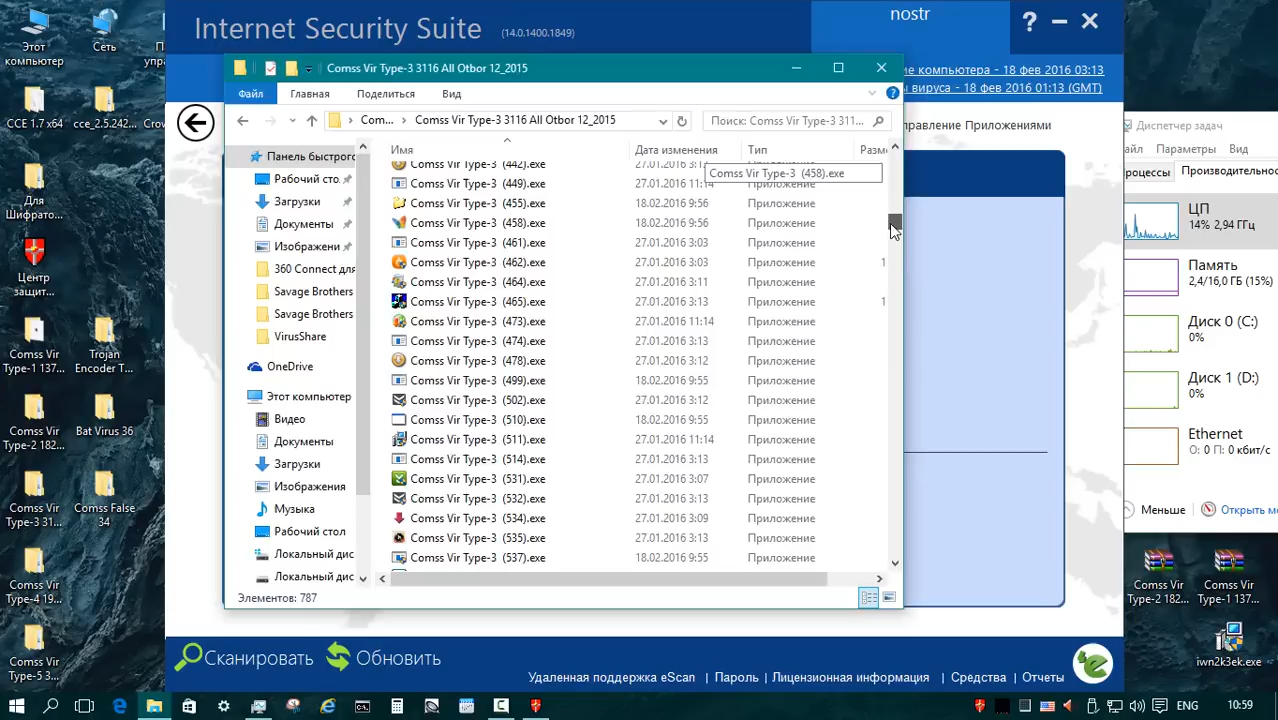 Этот
компьютер
Сеть
Internet Security Suite (14.0.1400.1849)
nostr
?
ие компьютера - 18 фев 2016 03:13
ы вируса - 18 фев 2016 01:13 (GMT)
правление Приложениями
Comss Vir Type-3 3116 All Otbor 12_2015
Файл Главная Поделиться Вид
Com... Comss Vir Type-3 3116 All Otbor 12_2015
Поиск: Comss Vir Type-3 311...
Имя Дата изменения Тип Разме
Comss Vir Type-3 (442).exe 27.01.2016 3:12
Comss Vir Type-3 (458).exe
Comss Vir Type-3 (449).exe 27.01.2016 11:14 Приложение
Comss Vir Type-3 (455).exe 18.02.2016 9:56 Приложение
Comss Vir Type-3 (458).exe 18.02.2016 9:56 Приложение
Comss Vir Type-3 (461).exe 27.01.2016 3:03 Приложение
Comss Vir Type-3 (462).exe 27.01.2016 3:03 Приложение 1
Comss Vir Type-3 (464).exe 27.01.2016 3:11 Приложение
Comss Vir Type-3 (465).exe 27.01.2016 3:13 Приложение 1
Comss Vir Type-3 (473).exe 27.01.2016 11:14 Приложение
Comss Vir Type-3 (474).exe 27.01.2016 3:13 Приложение
Comss Vir Type-3 (478).exe 27.01.2016 3:12 Приложение
Comss Vir Type-3 (499).exe 18.02.2016 9:55 Приложение
Comss Vir Type-3 (502).exe 27.01.2016 3:12 Приложение
Comss Vir Type-3 (510).exe 18.02.2016 9:55 Приложение
Comss Vir Type-3 (511).exe 27.01.2016 11:14 Приложение
Comss Vir Type-3 (514).exe 27.01.2016 3:13 Приложение
Comss Vir Type-3 (531).exe 27.01.2016 3:07 Приложение
Comss Vir Type-3 (532).exe 27.01.2016 3:13 Приложение
Comss Vir Type-3 (534).exe 27.01.2016 3:09 Приложение
Comss Vir Type-3 (535).exe 27.01.2016 3:13 Приложение
Comss Vir Type-3 (537).exe 18.02.2016 9:55 Приложение
Панель быстрого
Рабочий сто.
Загрузки
Документы
Изображени
360 Connect для
Savage Brothers
Savage Brothers
VirusShare
OneDrive
Этот компьютер
Видео
Документы
Загрузки
Изображения
Музыка
Рабочий стол
Локальный дис
Локальный дис
Элементов: 787
CCE 1.7 x64
cce_2.5.242...
Crov
Для
Шифрато...
Центр
защит...
Comss Vir
Type-1 137...
Trojan
Encoder T...
Comss Vir
Type-2 182...
Bat Virus 36
Comss Vir
Type-3 31...
Comss False
34
Comss Vir
Type-4 19...
Comss Vir
Type-5 3...
Диспетчер задач
айл Параметры Вид
роцессы Производительнос
ЦП
14% 2,94 ГГц
Память
2,4/16,0 ГБ (15%)
Диск 0 (C:)
0%
Диск 1 (D:)
0%
Ethernet
О: 0 П: 0 кбит/с
Меньше
Открыть мо
Comss Vir
Type-2 182...
Comss Vir
Type-1 137...
iwn2k3ek.exe
Сканировать Обновить
Удаленная поддержка eScan | Пароль | Лицензионная информация | Средства | Отчеты
ENG 10:59